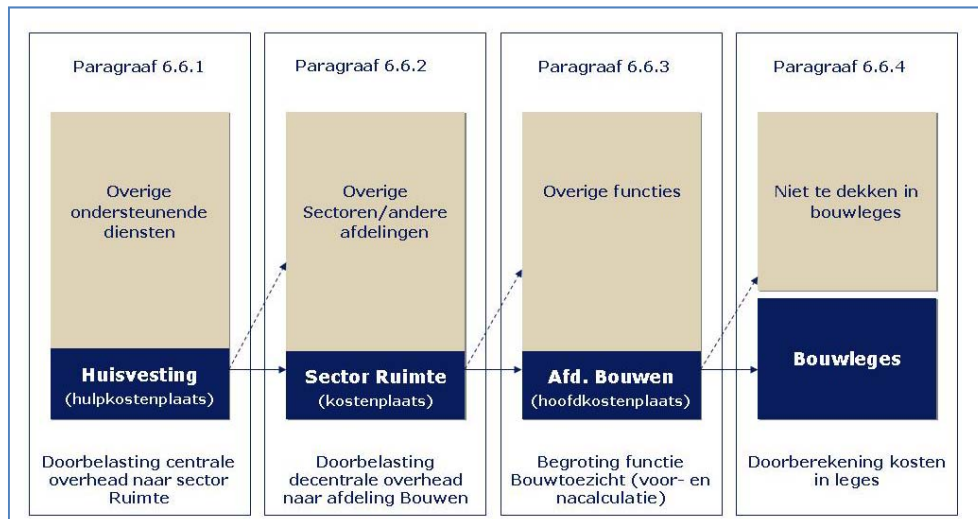 Paragraaf 6.6.1
Overige
ondersteunende
diensten
Huisvesting
(hulpkostenplaats)
Doorbelasting centrale
overhead naar sector
Ruimte
Paragraaf 6.6.2
Overige
Sectoren/andere
afdelingen
Sector Ruimte
(kostenplaats)
Doorbelasting
decentrale overhead
naar afdeling Bouwen
Paragraaf 6.6.3
Overige functies
Afd. Bouwen
(hoofdkostenplaats)
Begroting functie
Bouwtoezicht (voor- en
nacalculatie)
Paragraaf 6.6.4
Niet te dekken in
bouwleges
Bouwleges
Doorberekening kosten
in leges